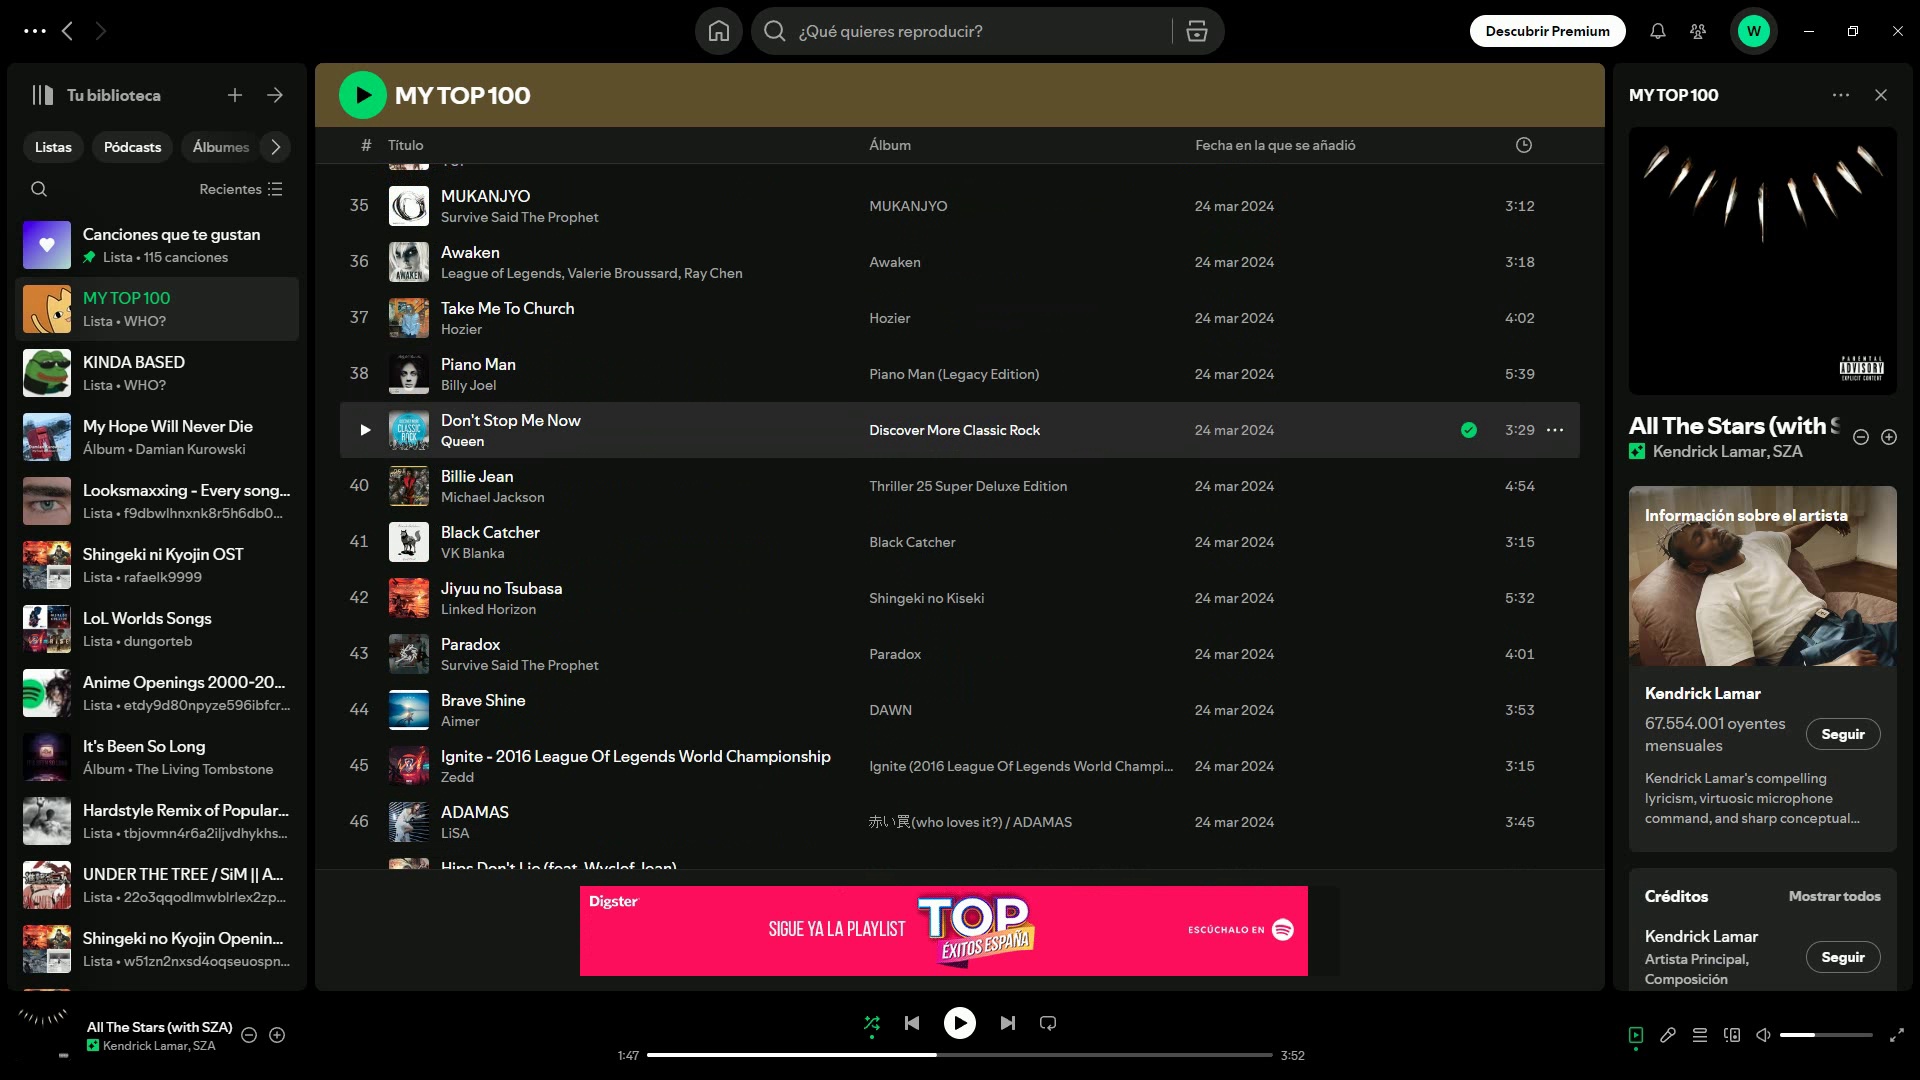 ¿Qué quieres reproducir?
Descubrir Premium
W
Tu biblioteca
Listas
Pódcasts
Álbumes
Recientes
Canciones que te gustan
Lista • 115 canciones
MY TOP 100
Lista • WHO?
KINDA BASED
Lista • WHO?
My Hope Will Never Die
Álbum • Damian Kurowski
Looksmaxxing - Every song...
Lista • f9dbwlhnxnk8r5h6db0...
Shingeki ni Kyojin OST
Lista • rafaelk9999
LoL Worlds Songs
Lista • dungorteb
Anime Openings 2000-20...
Lista • etdy9d80npyze596ibfcr...
It's Been So Long
Álbum • The Living Tombstone
Hardstyle Remix of Popular...
Lista • tbjovmn4r6a2iljvdhykhs...
UNDER THE TREE / SiM || A...
Lista • 22o3qqodlmwblrlex2zp...
Shingeki no Kyojin Openin...
Lista • w51zn2nxsd4oqseuospn...
MY TOP 100
# Título Álbum Fecha en la que se añadió
35 MUKANJYO MUKANJYO 24 mar 2024 3:12
Survive Said The Prophet
36 Awaken Awaken 24 mar 2024 3:18
League of Legends, Valerie Broussard, Ray Chen
37 Take Me To Church Hozier 24 mar 2024 4:02
Hozier
38 Piano Man Piano Man (Legacy Edition) 24 mar 2024 5:39
Billy Joel
Don't Stop Me Now Discover More Classic Rock 24 mar 2024 3:29
Queen
40 Billie Jean Thriller 25 Super Deluxe Edition 24 mar 2024 4:54
Michael Jackson
41 Black Catcher Black Catcher 24 mar 2024 3:15
VK Blanka
42 Jiyuu no Tsubasa Shingeki no Kiseki 24 mar 2024 5:32
Linked Horizon
43 Paradox Paradox 24 mar 2024 4:01
Survive Said The Prophet
44 Brave Shine DAWN 24 mar 2024 3:53
Aimer
45 Ignite - 2016 League Of Legends World Championship Ignite (2016 League Of Legends World Champi... 24 mar 2024 3:15
Zedd
46 ADAMAS 赤い罠(who loves it?) / ADAMAS 24 mar 2024 3:45
LiSA
Hips Don't Lie (feat. Wyclef Jean)
Digster
SIGUE YA LA PLAYLIST
TOP
ÉXITOS ESPAÑA
ESCÚCHALO EN
MY TOP 100
PARENTAL
ADVISORY
EXPLICIT CONTENT
All The Stars (with S
Kendrick Lamar, SZA
Información sobre el artista
Kendrick Lamar
67.554.001 oyentes
mensuales
Seguir
Kendrick Lamar's compelling
lyricism, virtuosic microphone
command, and sharp conceptual...
Créditos
Mostrar todos
Kendrick Lamar
Artista Principal,
Composición
Seguir
All The Stars (with SZA)
Kendrick Lamar, SZA
1:47
3:52